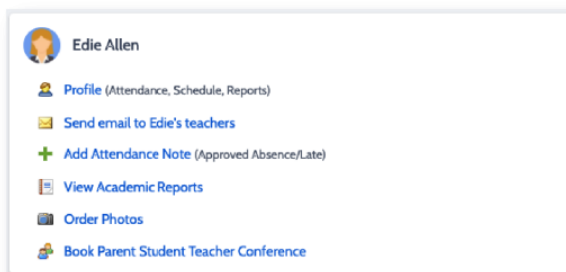 Edie Allen
Profile (Attendance, Schedule, Reports)
Send email to Edie's teachers
Add Attendance Note (Approved Absence/Late)
View Academic Reports
Order Photos
Book Parent Student Teacher Conference